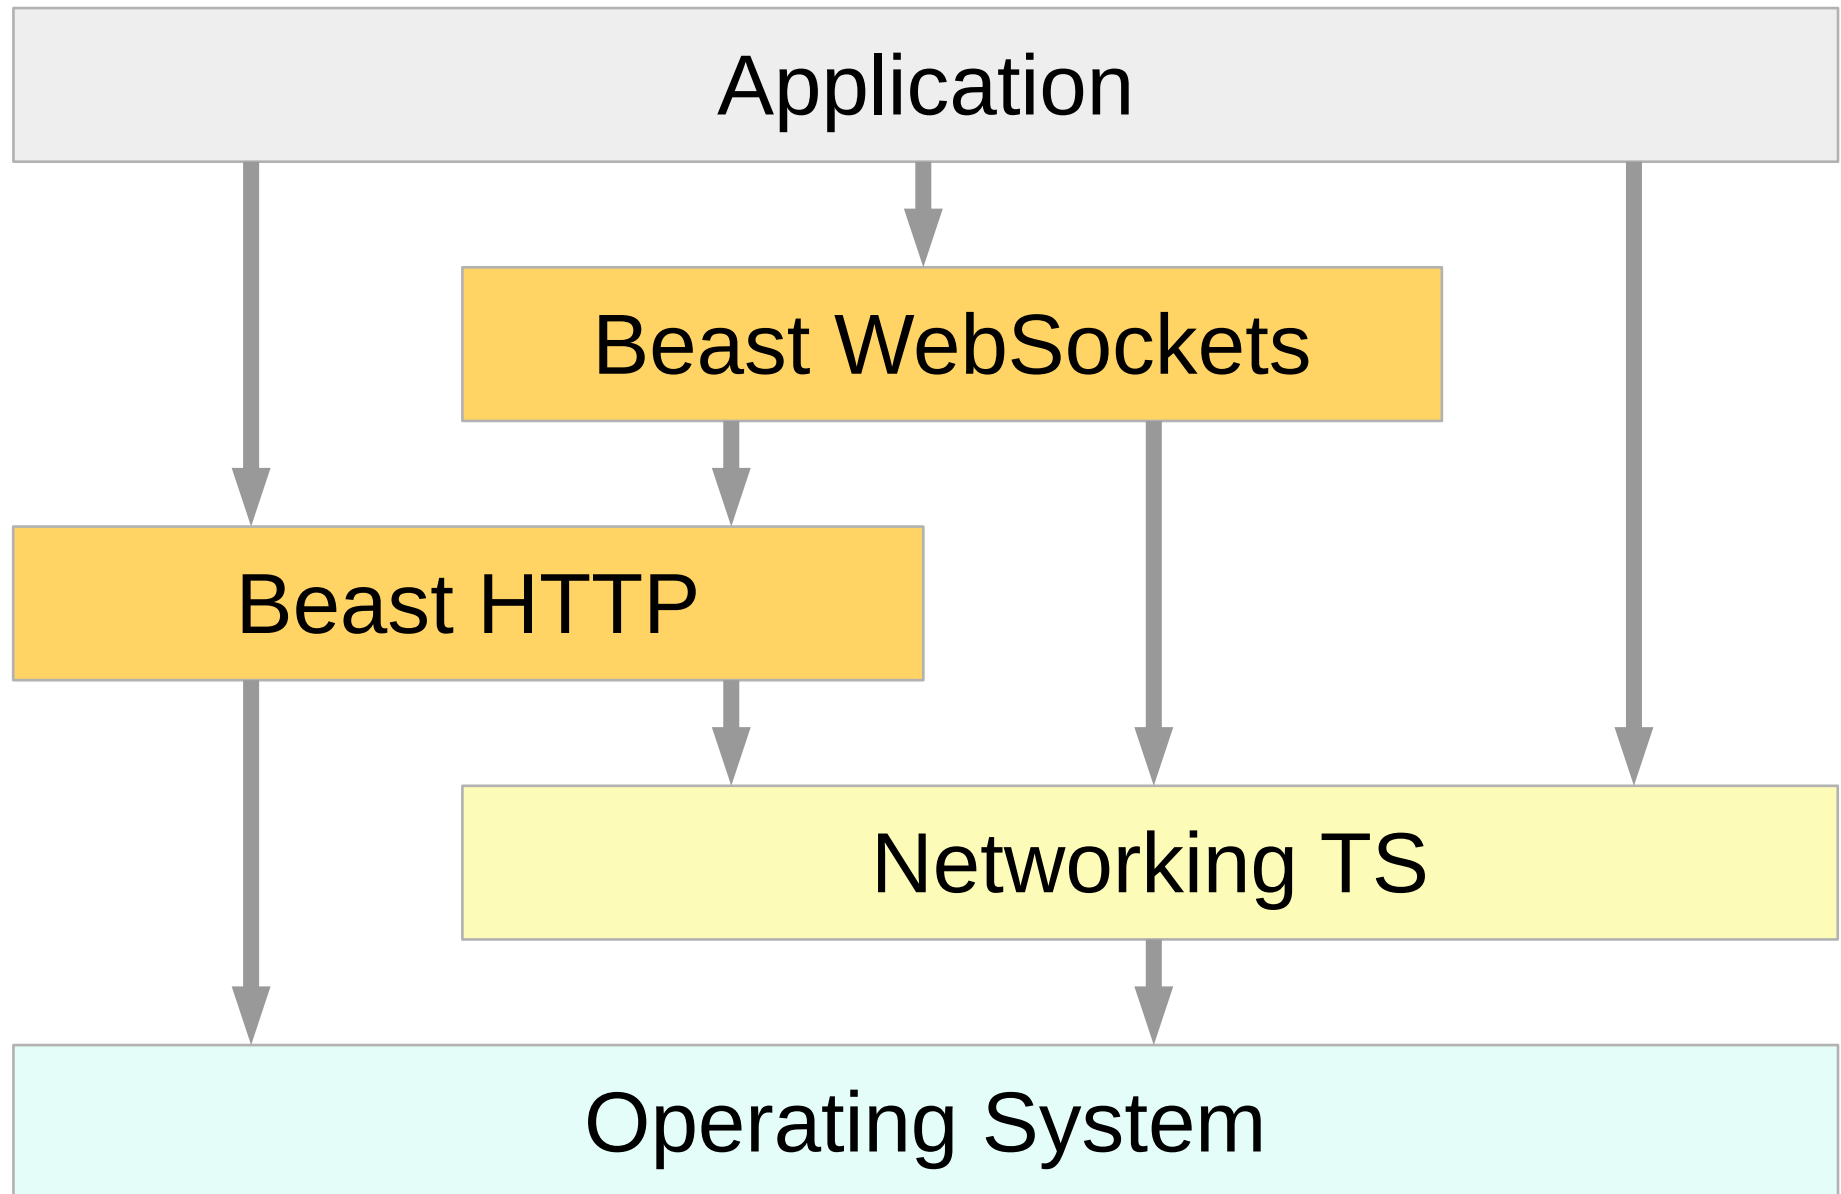 Application
Beast WebSockets
Beast HTTP
Networking TS
Operating System